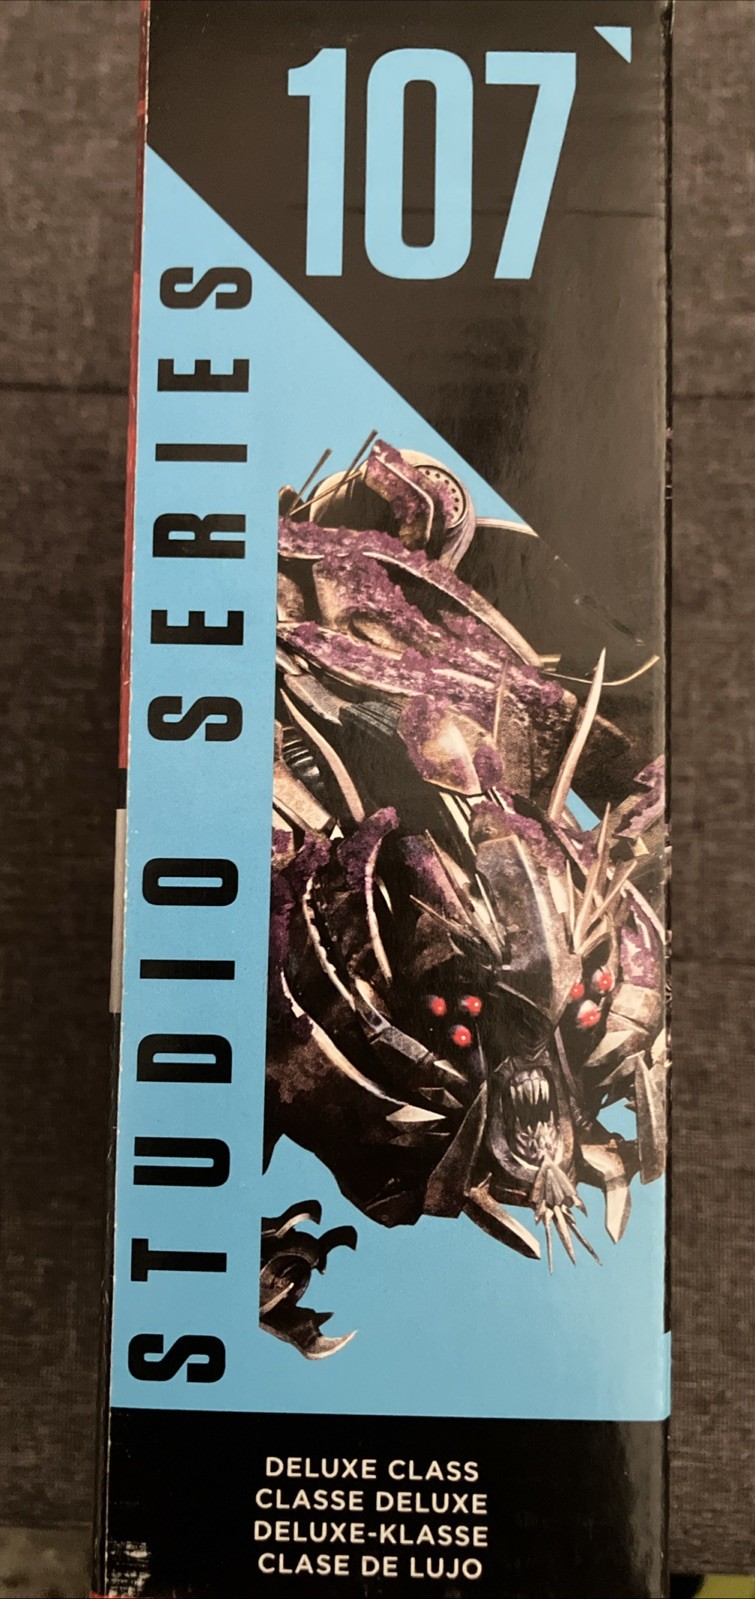 107
STUDIO SERIES
DELUXE CLASS
CLASSE DELUXE
DELUXE-KLASSE
CLASE DE LUJO